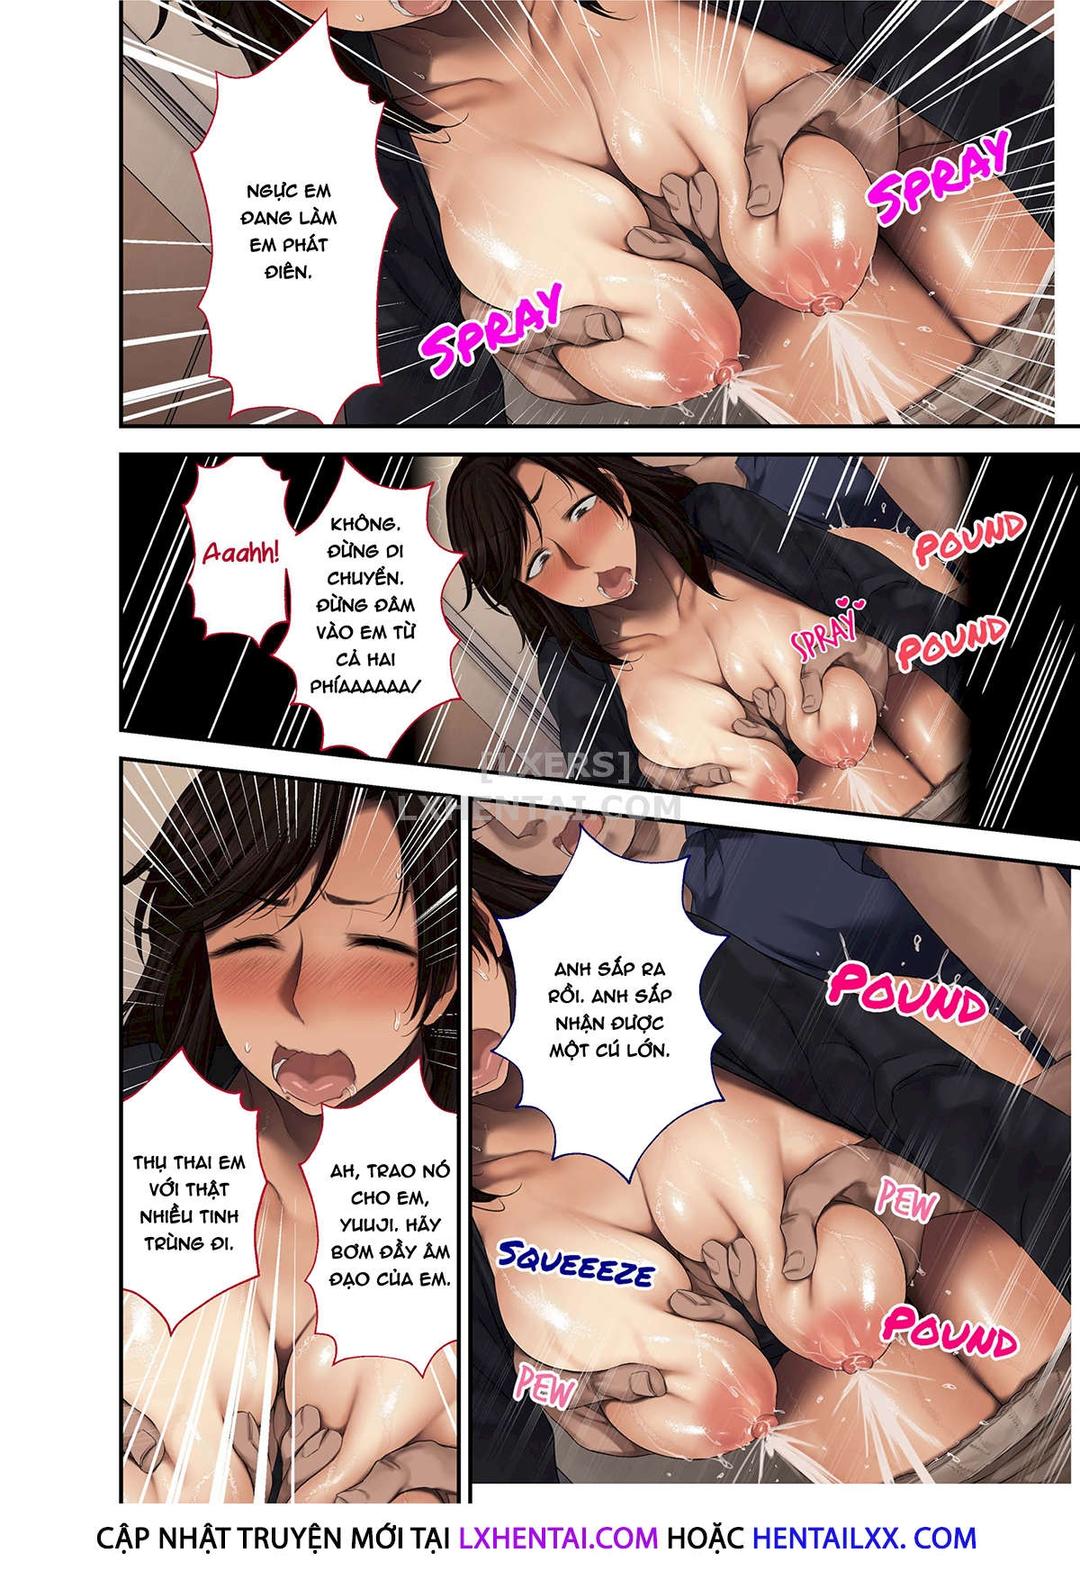 NGỰC EM
ĐANG LÀM
EM PHÁT
ĐIÊN.
SPRAY
SPRAY
Aaahh!
KHÔNG.
ĐỪNG DI
CHUYỂN.
ĐỪNG ĐÂM
VÀO EM TỪ
CẢ HAI
PHÍAAAAAA/
POUND
SPRAY
POUND
[LXERS]
LXHENTAI.COM
THỤ THAI EM
VỚI THẬT
NHIỀU TINH
TRÙNG ĐI.
AH, TRAO NÓ
CHO EM,
YUUJI. HÃY
BƠM ĐẦY ÂM
ĐẠO CỦA EM.
ANH SẮP RA
RỒI. ANH SẮP
NHẬN ĐƯỢC
MỘT CÚ LỚN.
POUND
PEW
SQUEEEZE
POUND
PEW
CẬP NHẬT TRUYỆN MỚI TẠI LXHENTAI.COM HOẶC HENTAILXX. COM